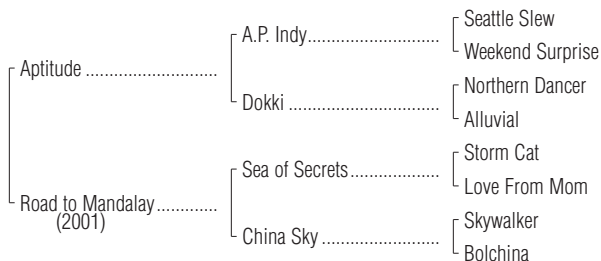 Seattle Slew
A.P. Indy
Weekend Surprise
Aptitude
Northern Dancer
Dokki
Alluvial
Storm Cat
Sea of Secrets
Love From Mom
Road to Mandalay
(2001)
Skywalker
China Sky
Bolchina